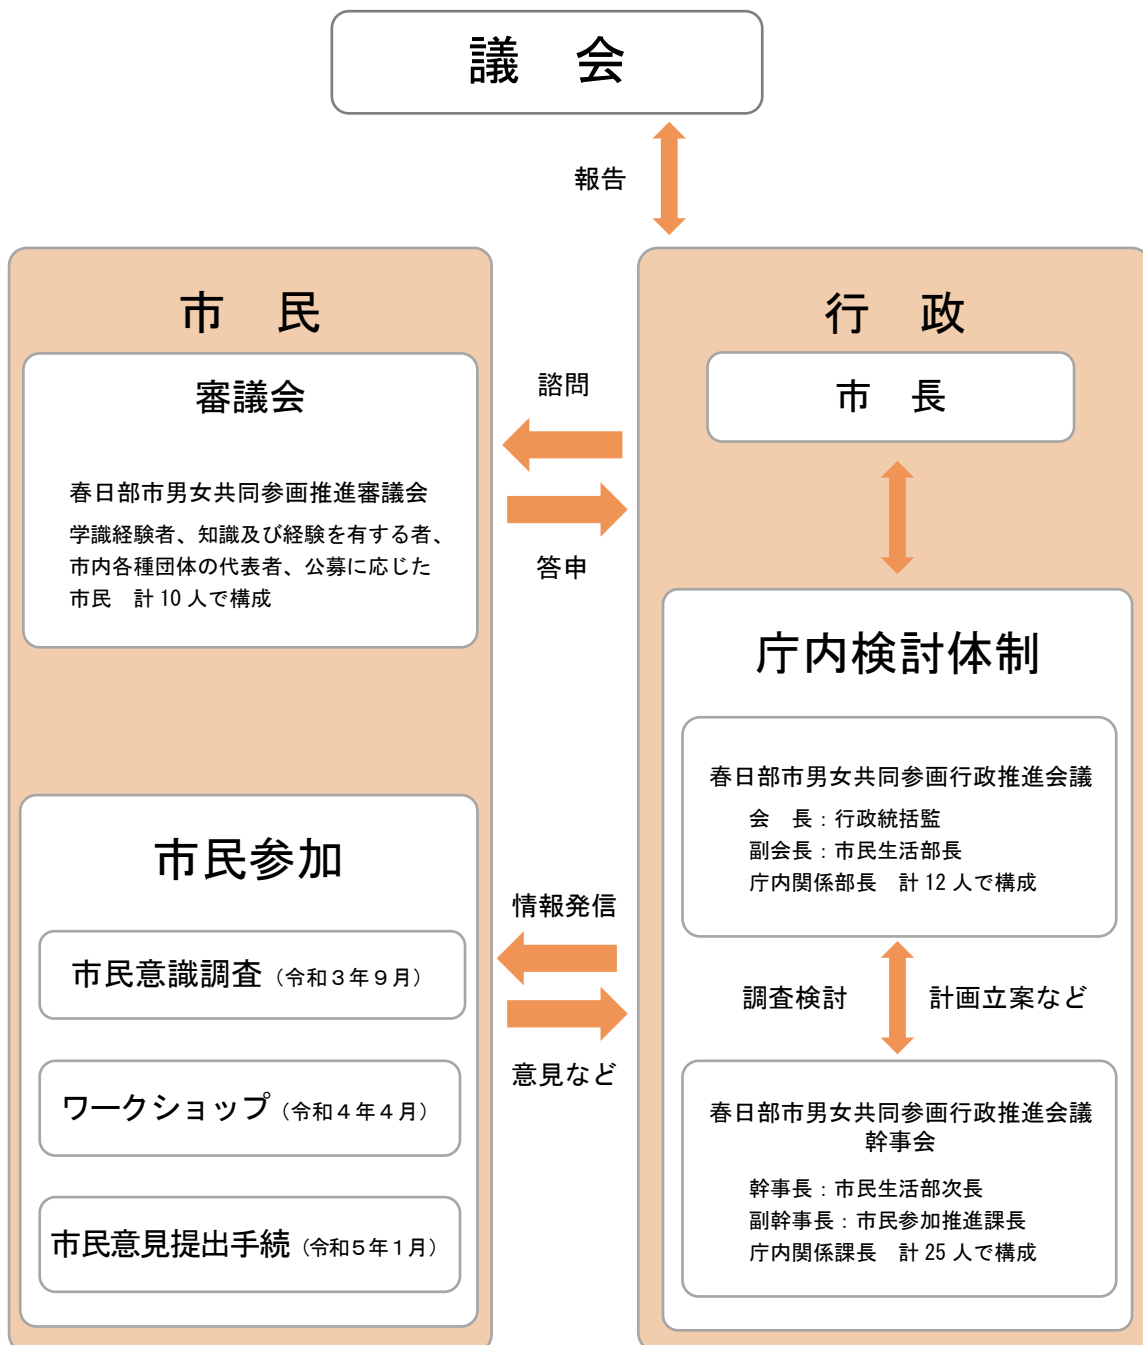 議　会
報告
市　民
審議会
春日部市男女共同参画推進審議会
学識経験者、知識及び経験を有する者、
市内各種団体の代表者、公募に応じた
市民　計10人で構成
諮問
答申
市民参加
市民意識調査（令和３年９月）
ワークショップ（令和４年４月）
市民意見提出手続（令和５年１月）
情報発信
意見など
行　政
市　長
庁内検討体制
春日部市男女共同参画行政推進会議
会　長：行政統括監
副会長：市民生活部長
庁内関係部長　計12人で構成
調査検討
計画立案など
春日部市男女共同参画行政推進会議
幹事会
幹事長：市民生活部次長
副幹事長：市民参加推進課長
庁内関係課長　計25人で構成